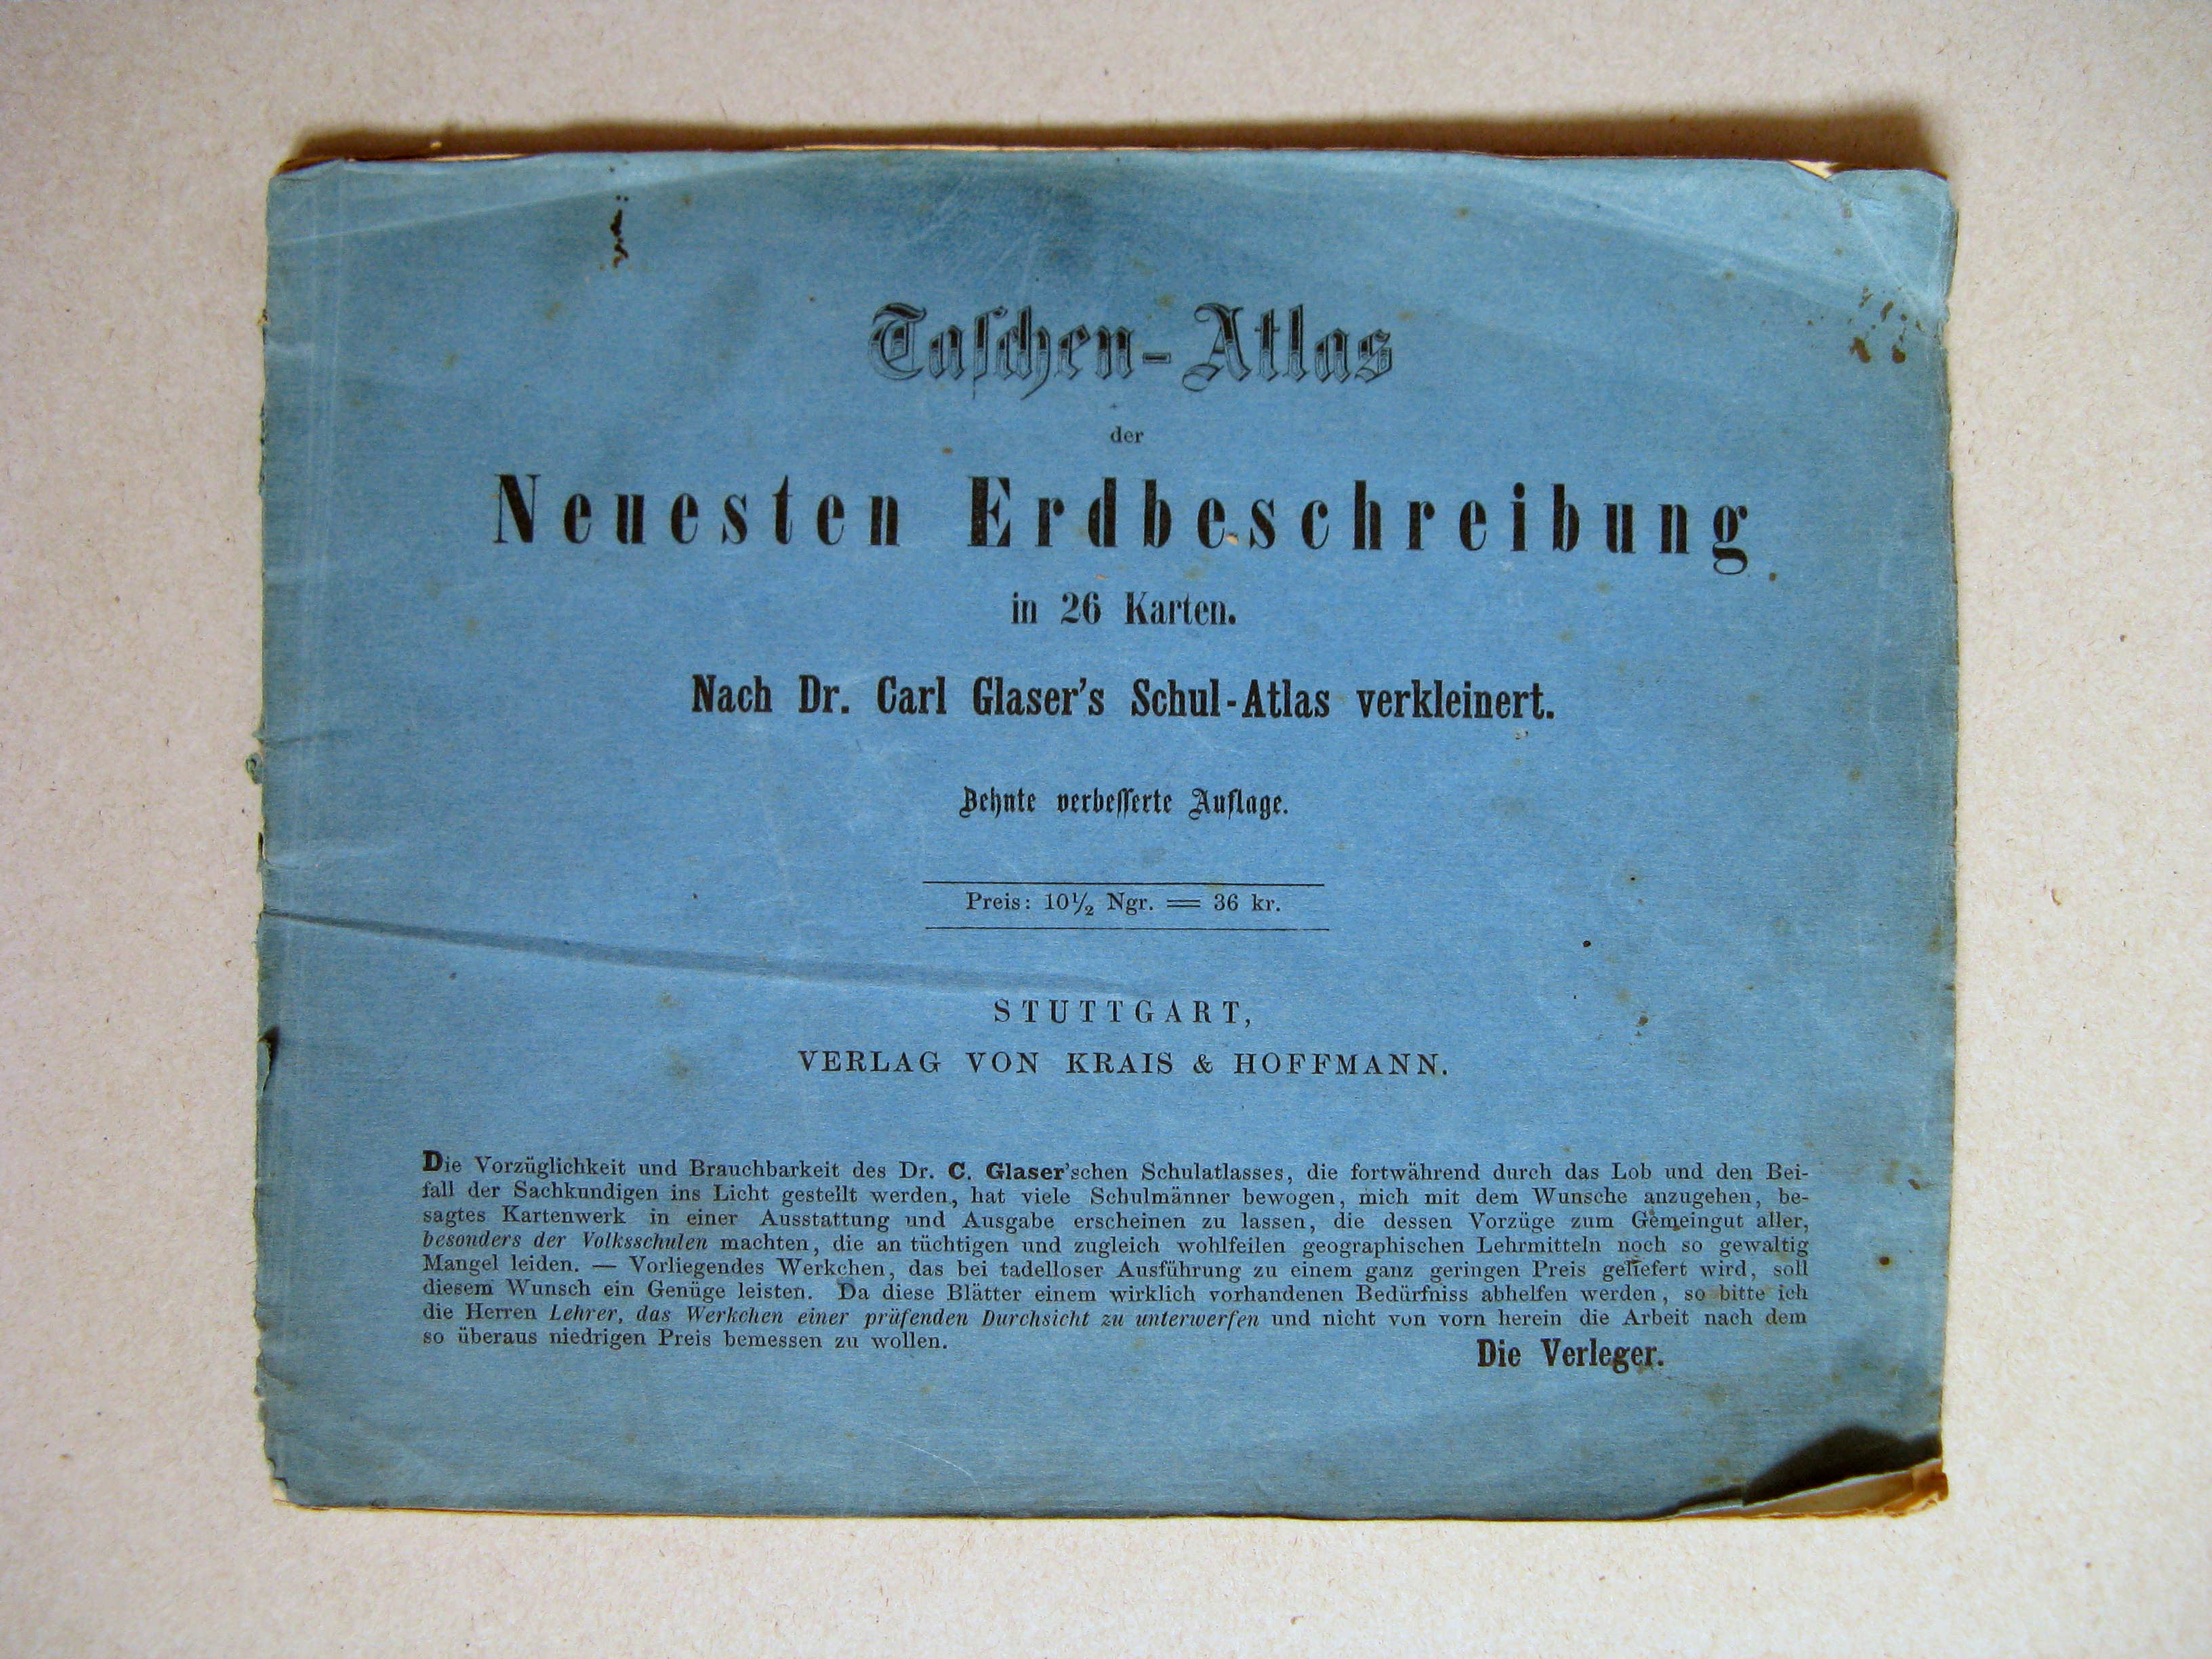 Taschen-Atlas
der
Neuesten Erdbeschreibung
in 26 Karten.
Nach Dr. Carl Glaser's Schul-Atlas verkleinert.
Zehnte verbesserte Auflage.
Preis: 10½ Ngr. = 36 kr.
STUTTGART,
VERLAG VON KRAIS & HOFFMANN.
Die Vorzüglichkeit und Brauchbarkeit des Dr. C. Glaser'schen Schulatlasses, die fortwährend durch das Lob und den Bei-
fall der Sachkundigen ins Licht gestellt werden, hat viele Schulmänner bewogen, mich mit dem Wunsche anzugehen, be-
sagtes Kartenwerk in einer Ausstattung und Ausgabe erscheinen zu lassen, die dessen Vorzüge zum Gemeingut aller,
besonders der Volksschulen machten, die an tüchtigen und zugleich wohlfeilen geographischen Lehrmitteln noch so gewaltig
Mangel leiden. — Vorliegendes Werkchen, das bei tadelloser Ausführung zu einem ganz geringen Preis geliefert wird, soll
diesem Wunsch ein Genüge leisten. Da diese Blätter einem wirklich vorhandenen Bedürfniss abhelfen werden, so bitte ich
die Herren Lehrer, das Werkchen einer prüfenden Durchsicht zu unterwerfen und nicht von vorn herein die Arbeit nach dem
so überaus niedrigen Preis bemessen zu wollen.
Die Verleger.